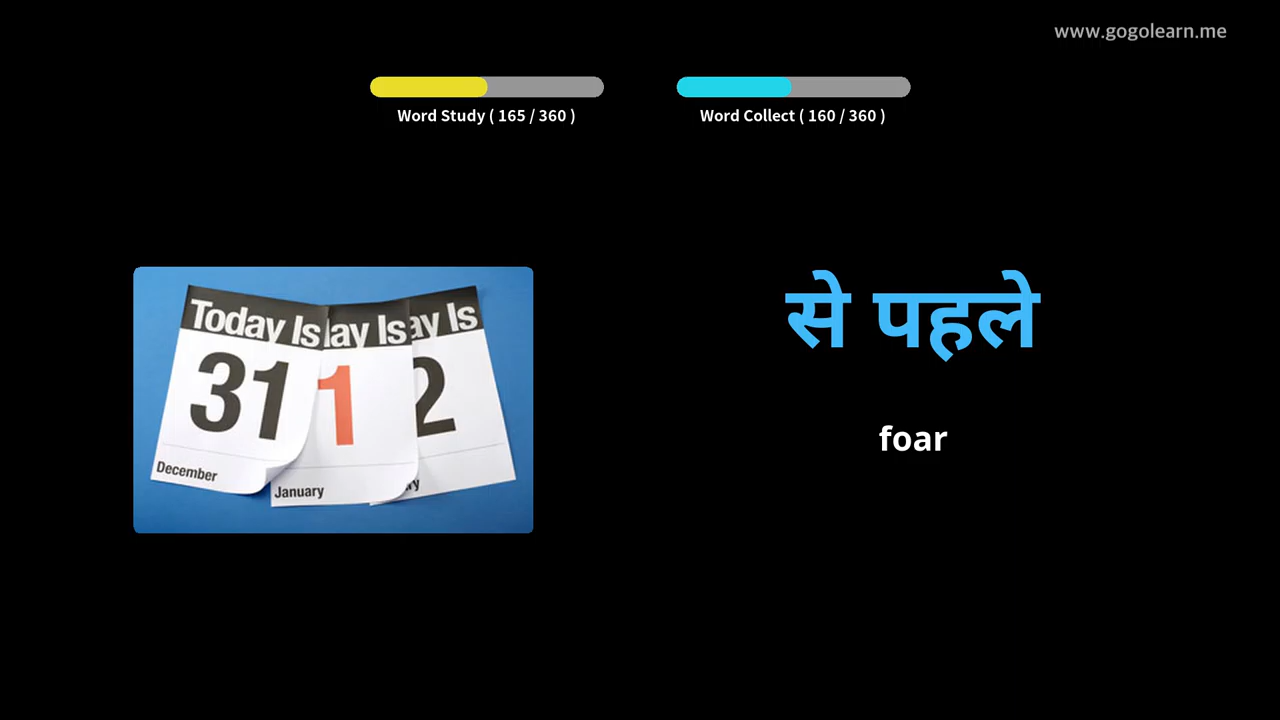 www.gogolearn.me
Word Study ( 165 / 360 )
Word Collect ( 160 / 360 )
Today Is
31
December
ay Is
1
January
ay Is
2
ry
से पहले
foar